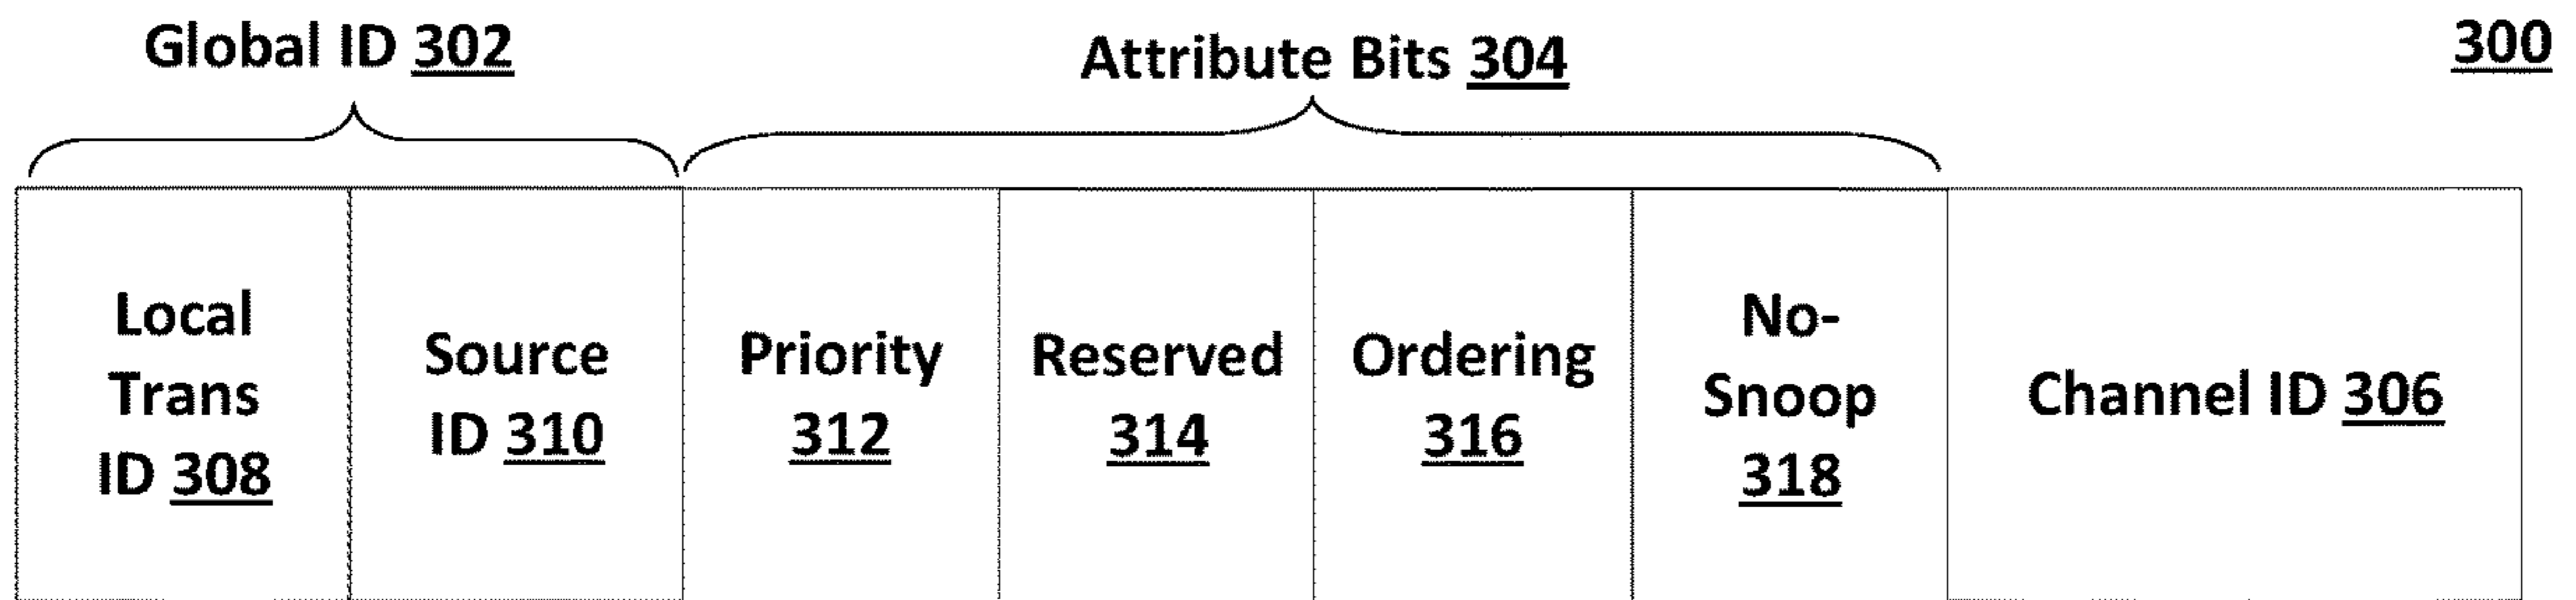 Global ID 302
Attribute Bits 304
300
Local
Trans
ID 308
Source
ID 310
Priority
312
Reserved
314
Ordering
316
No-
Snoop
318
Channel ID 306